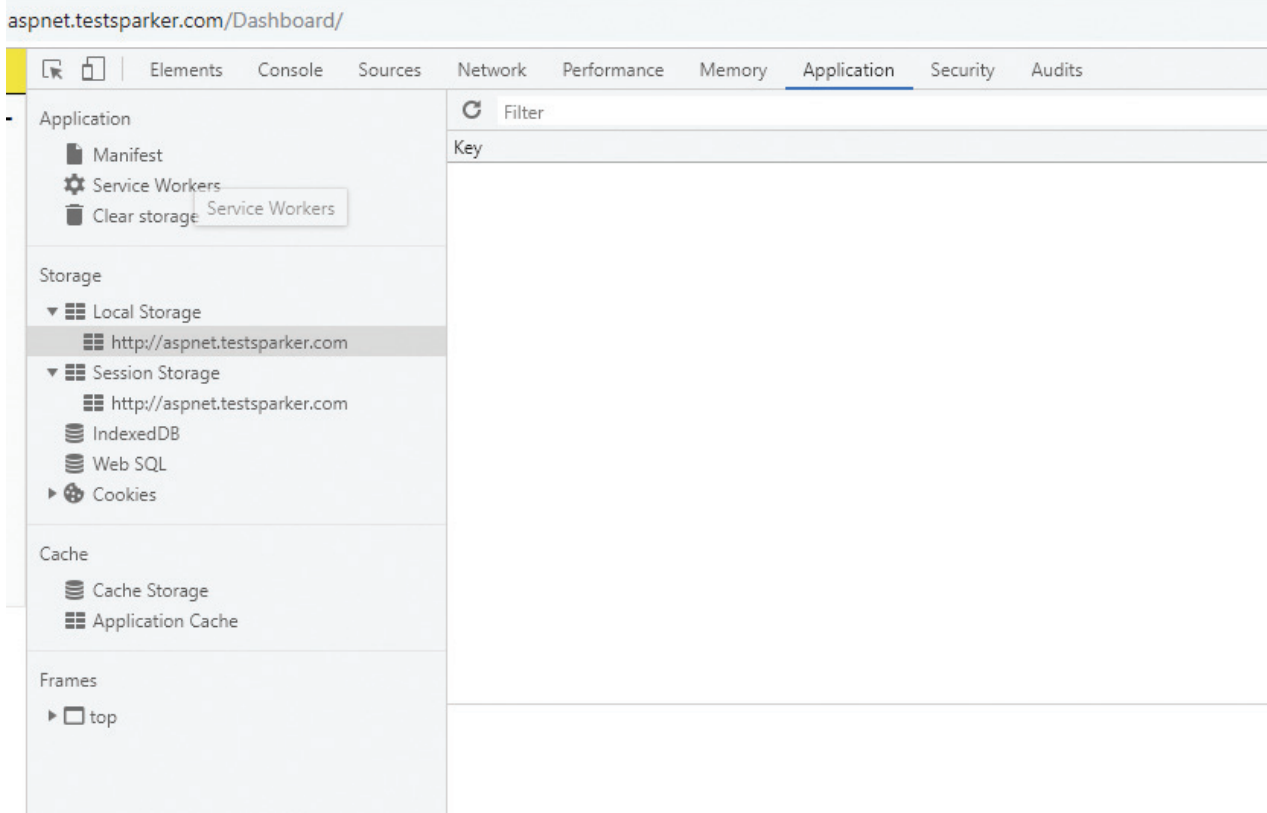 aspnet.testsparker.com/Dashboard/
Elements Console Sources Network Performance Memory Application Security Audits
Application
Manifest
Service Workers
Clear storage
Service Workers
Storage
Local Storage
http://aspnet.testsparker.com
Session Storage
http://aspnet.testsparker.com
IndexedDB
Web SQL
Cookies
Cache
Cache Storage
Application Cache
Frames
top
Filter
Key